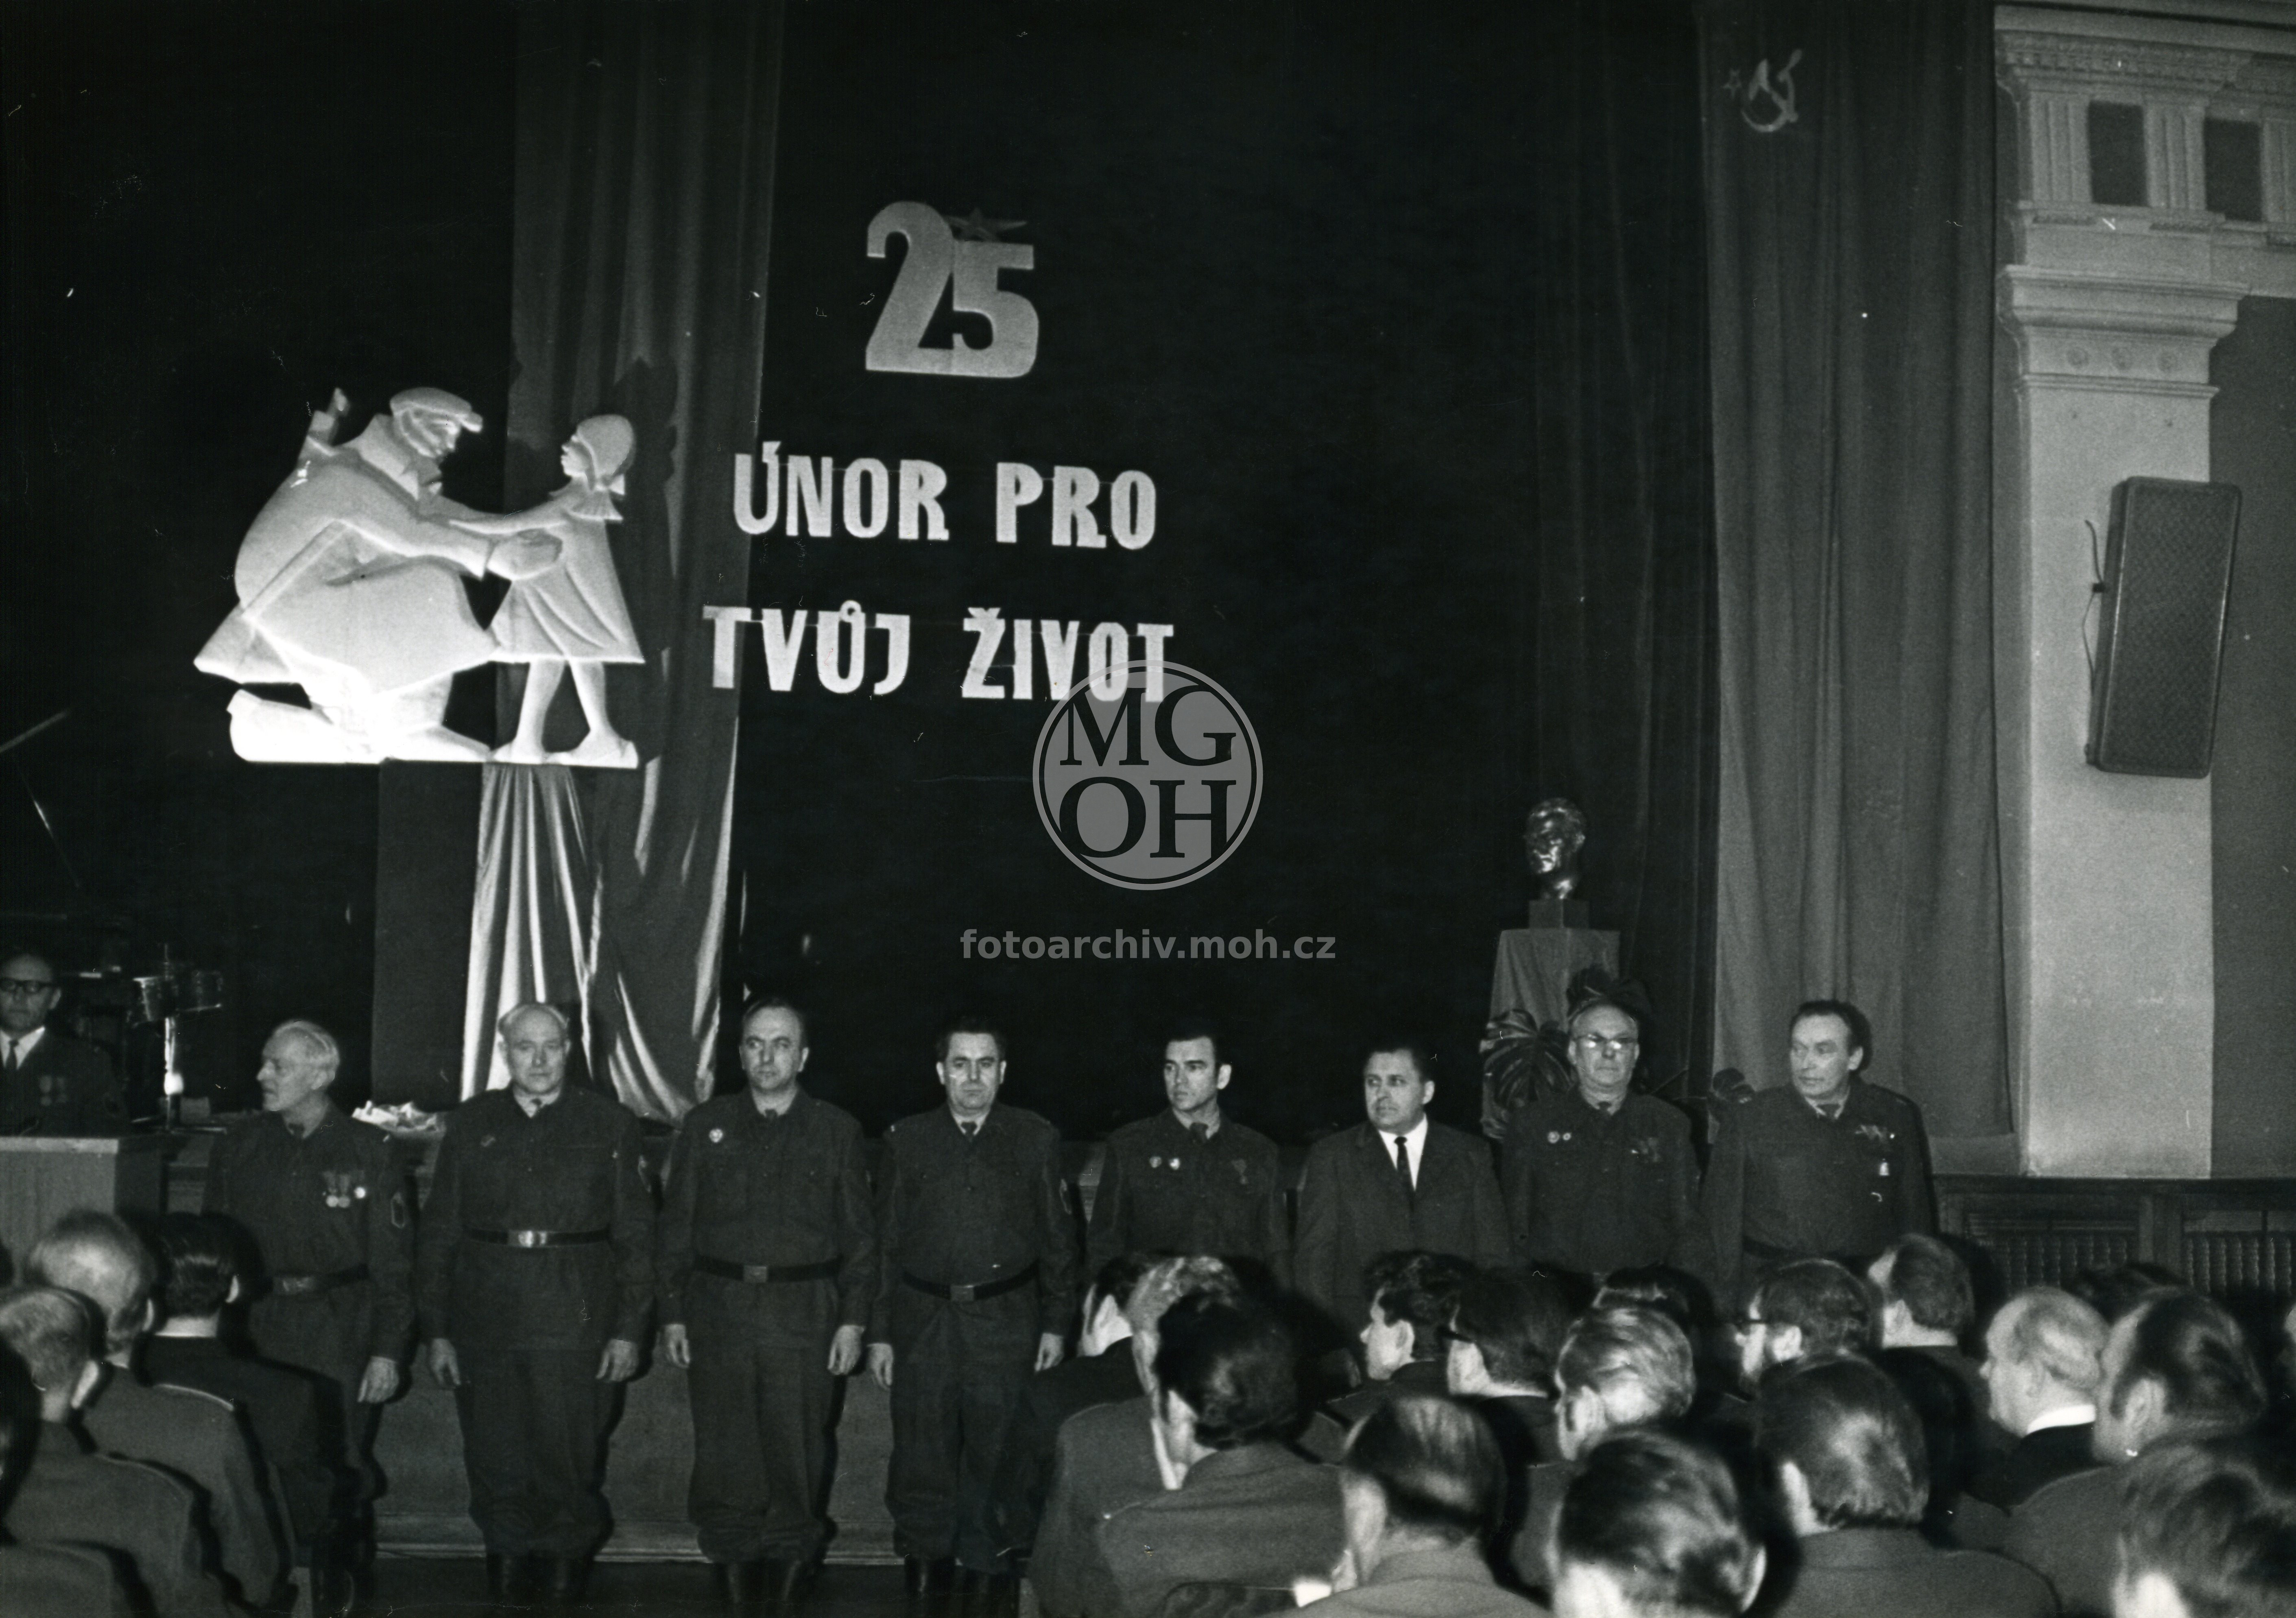 25
ÚNOR PRO
TVŮJ ŽIVOT
MG
OH
fotoarchiv.moh.cz